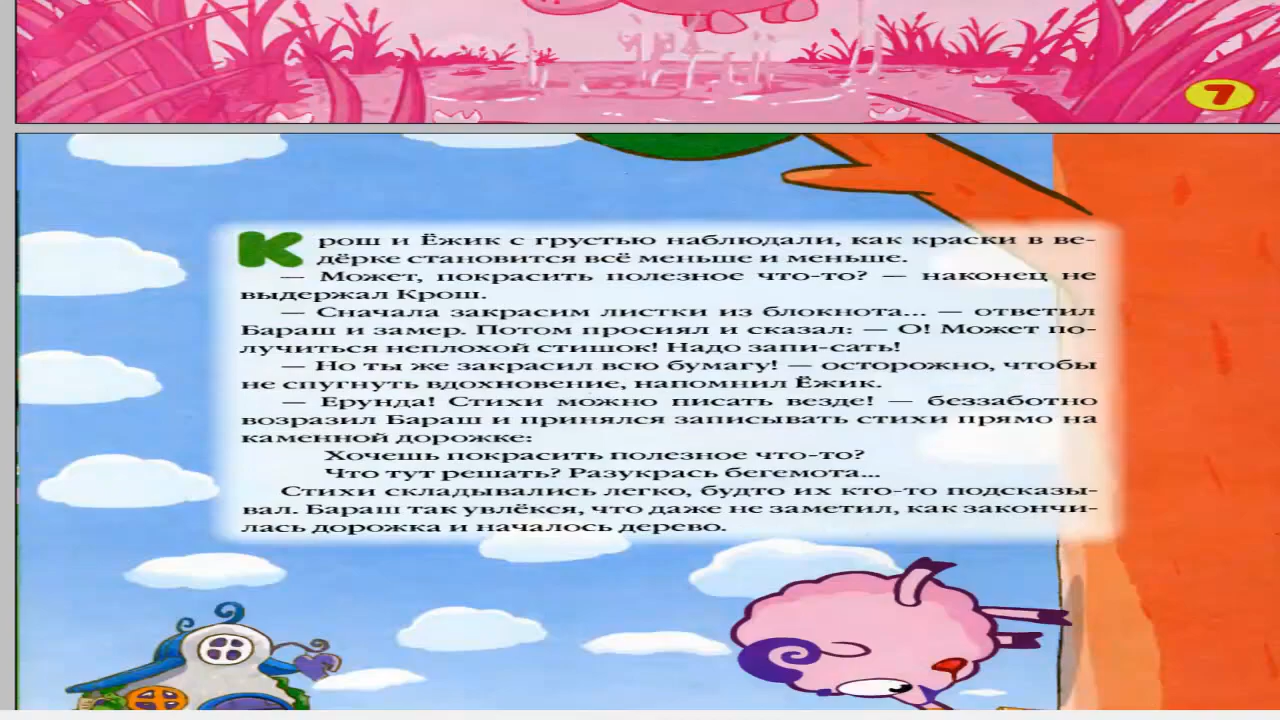 7
Крош и Ёжик с грустью наблюдали, как краски в ве-
дёрке становится всё меньше и меньше.
— Может, покрасить полезное что-то? — наконец не
выдержал Крош.
— Сначала закрасим листки из блокнота... — ответил
Бараш и замер. Потом просиял и сказал: — О! Может по-
лучиться неплохой стишок! Надо запи-сать!
— Но ты же закрасил всю бумагу! — осторожно, чтобы
не спугнуть вдохновение, напомнил Ёжик.
— Ерунда! Стихи можно писать везде! — беззаботно
возразил Бараш и принялся записывать стихи прямо на
каменной дорожке:
Хочешь покрасить полезное что-то?
Что тут решать? Разукрась бегемота...
Стихи складывались легко, будто их кто-то подсказы-
вал. Бараш так увлёкся, что даже не заметил, как закончи-
лась дорожка и началось дерево.